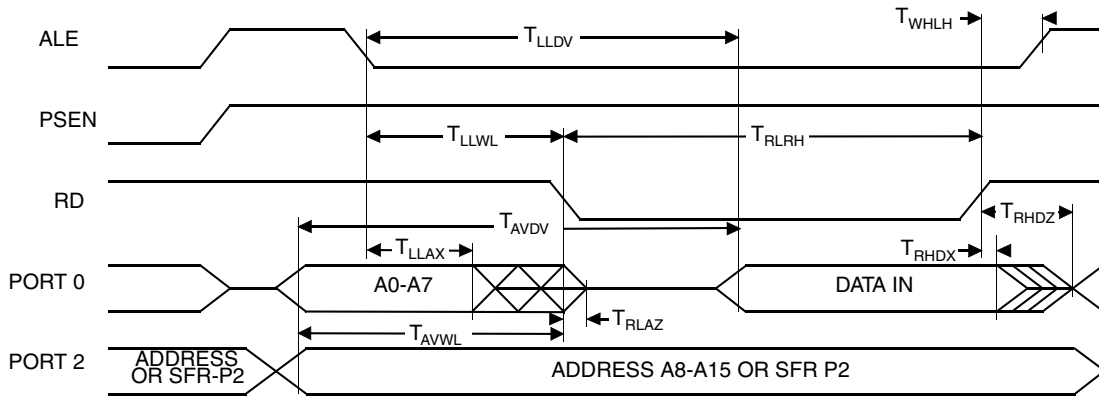 ALE
T_LLDV
T_WHLH
PSEN
T_LLWL
T_RLRH
RD
T_AVDV
T_RHDZ
T_LLAX
T_RHDX
PORT 0
A0-A7
DATA IN
T_RLAZ
T_AVWL
PORT 2
ADDRESS
OR SFR-P2
ADDRESS A8-A15 OR SFR P2